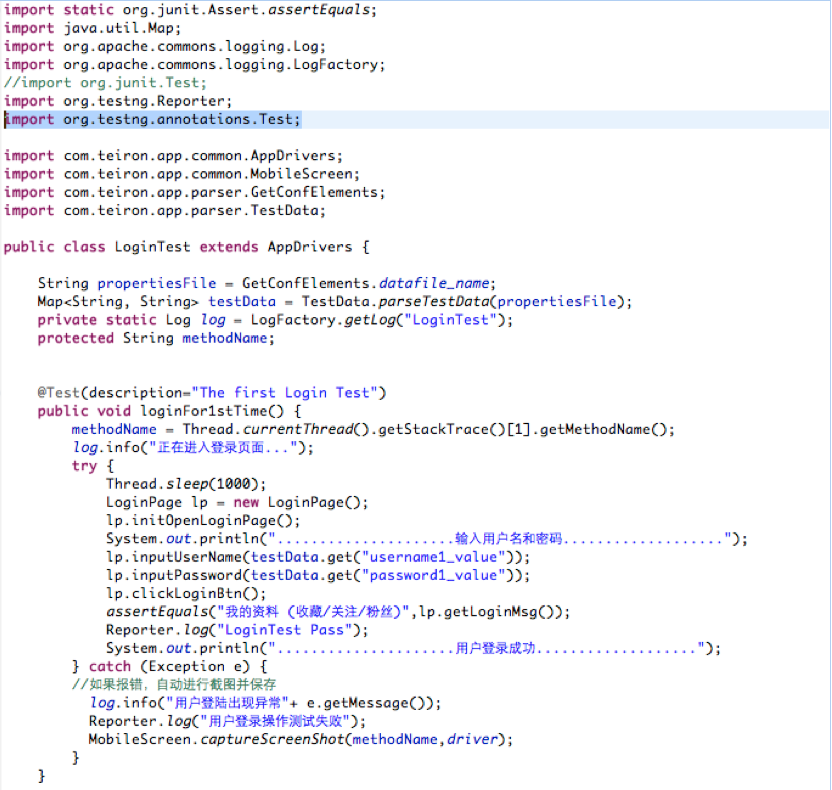 import static org.junit.Assert.assertEquals;
import java.util.Map;
import org.apache.commons.logging.Log;
import org.apache.commons.logging.LogFactory;
//import org.junit.Test;
import org.testng.Reporter;
import org.testng.annotations.Test;

import com.teiron.app.common.AppDrivers;
import com.teiron.app.common.MobileScreen;
import com.teiron.app.parser.GetConfElements;
import com.teiron.app.parser.TestData;

public class LoginTest extends AppDrivers {

    String propertiesFile = GetConfElements.datafile_name;
    Map<String, String> testData = TestData.parseTestData(propertiesFile);
    private static Log log = LogFactory.getLog("LoginTest");
    protected String methodName;


    @Test(description="The first Login Test")
    public void loginFor1stTime() {
        methodName = Thread.currentThread().getStackTrace()[1].getMethodName();
        log.info("正在进入登录页面...");
        try {
            Thread.sleep(1000);
            LoginPage lp = new LoginPage();
            lp.initOpenLoginPage();
            System.out.println(".....................输入用户名和密码...................");
            lp.inputUserName(testData.get("username1_value"));
            lp.inputPassword(testData.get("password1_value"));
            lp.clickLoginBtn();
            assertEquals("我的资料 (收藏/关注/粉丝)",lp.getLoginMsg());
            Reporter.log("LoginTest Pass");
            System.out.println(".....................用户登录成功...................");
        } catch (Exception e) {
        //如果报错，自动进行截图并保存
          log.info("用户登陆出现异常"+ e.getMessage());
          Reporter.log("用户登录操作测试失败");
          MobileScreen.captureScreenShot(methodName,driver);
        }
    }